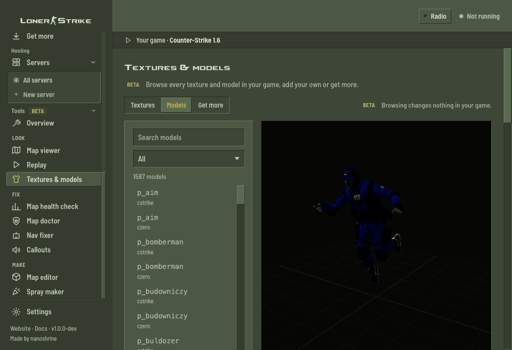 LONERSTRIKE
Get more
Hosting
Servers
All servers
New server
Tools BETA
Overview
LOOK
Map viewer
Replay
Textures & models
FIX
Map health check
Map doctor
Nav fixer
Callouts
MAKE
Map editor
Spray maker
Settings
Website · Docs · v1.0.0-dev
Made by nanoshrine
Radio
Not running
Your game · Counter-Strike 1.6
Textures & models
BETA Browse every texture and model in your game, add your own or get more.
Textures Models Get more
BETA Browsing changes nothing in your game.
Search models
All
1587 models
p_aim
cstrike
p_aim
czero
p_bomberman
cstrike
p_bomberman
czero
p_budowniczy
cstrike
p_budowniczy
czero
p_buldozer